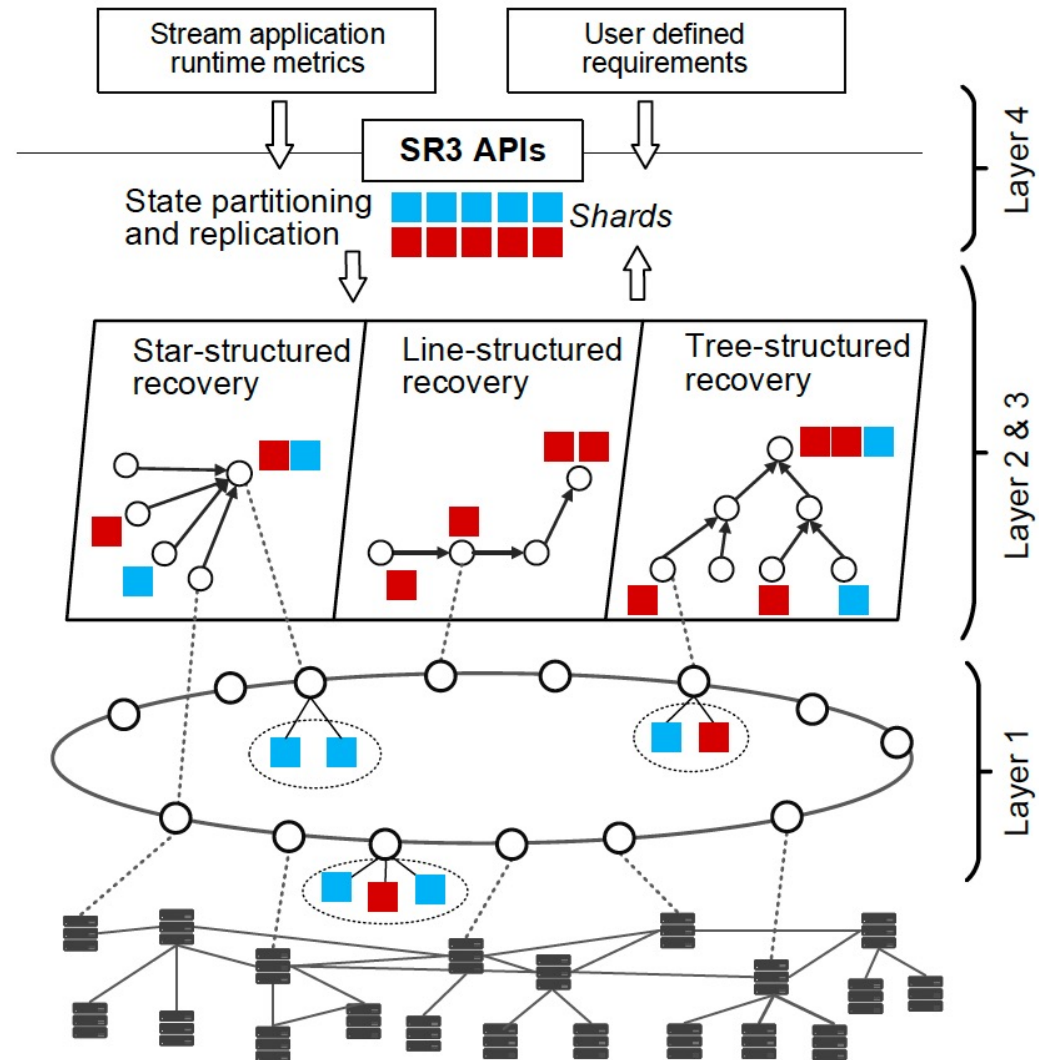 Stream application
runtime metrics
User defined
requirements
SR3 APIs
State partitioning
and replication
Shards
Layer 4
Star-structured
recovery
Line-structured
recovery
Tree-structured
recovery
Layer 2 & 3
Layer 1